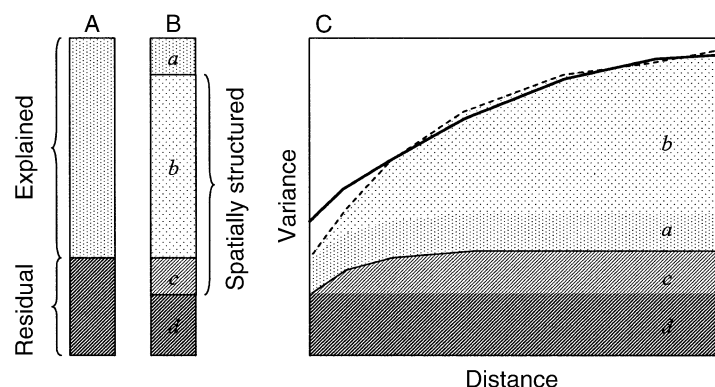 A
B
C
Explained
Residual
a
b
c
d
Spatially structured
Variance
b
a
c
d
Distance